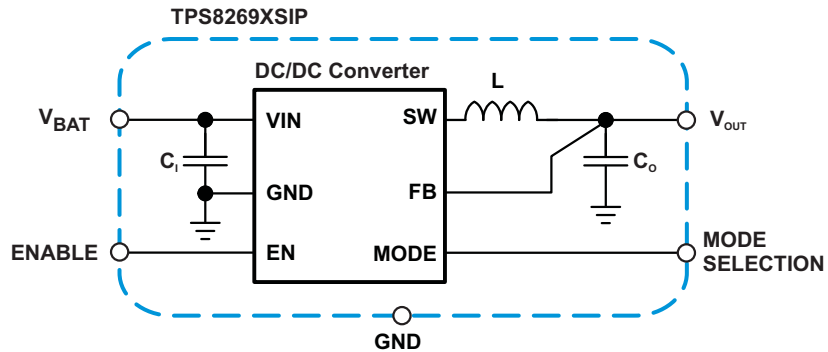 TPS8269XSIP
DC/DC Converter
L
VBAT
VIN
SW
VOUT
CI
CO
GND
FB
ENABLE
EN
MODE
MODE
SELECTION
GND